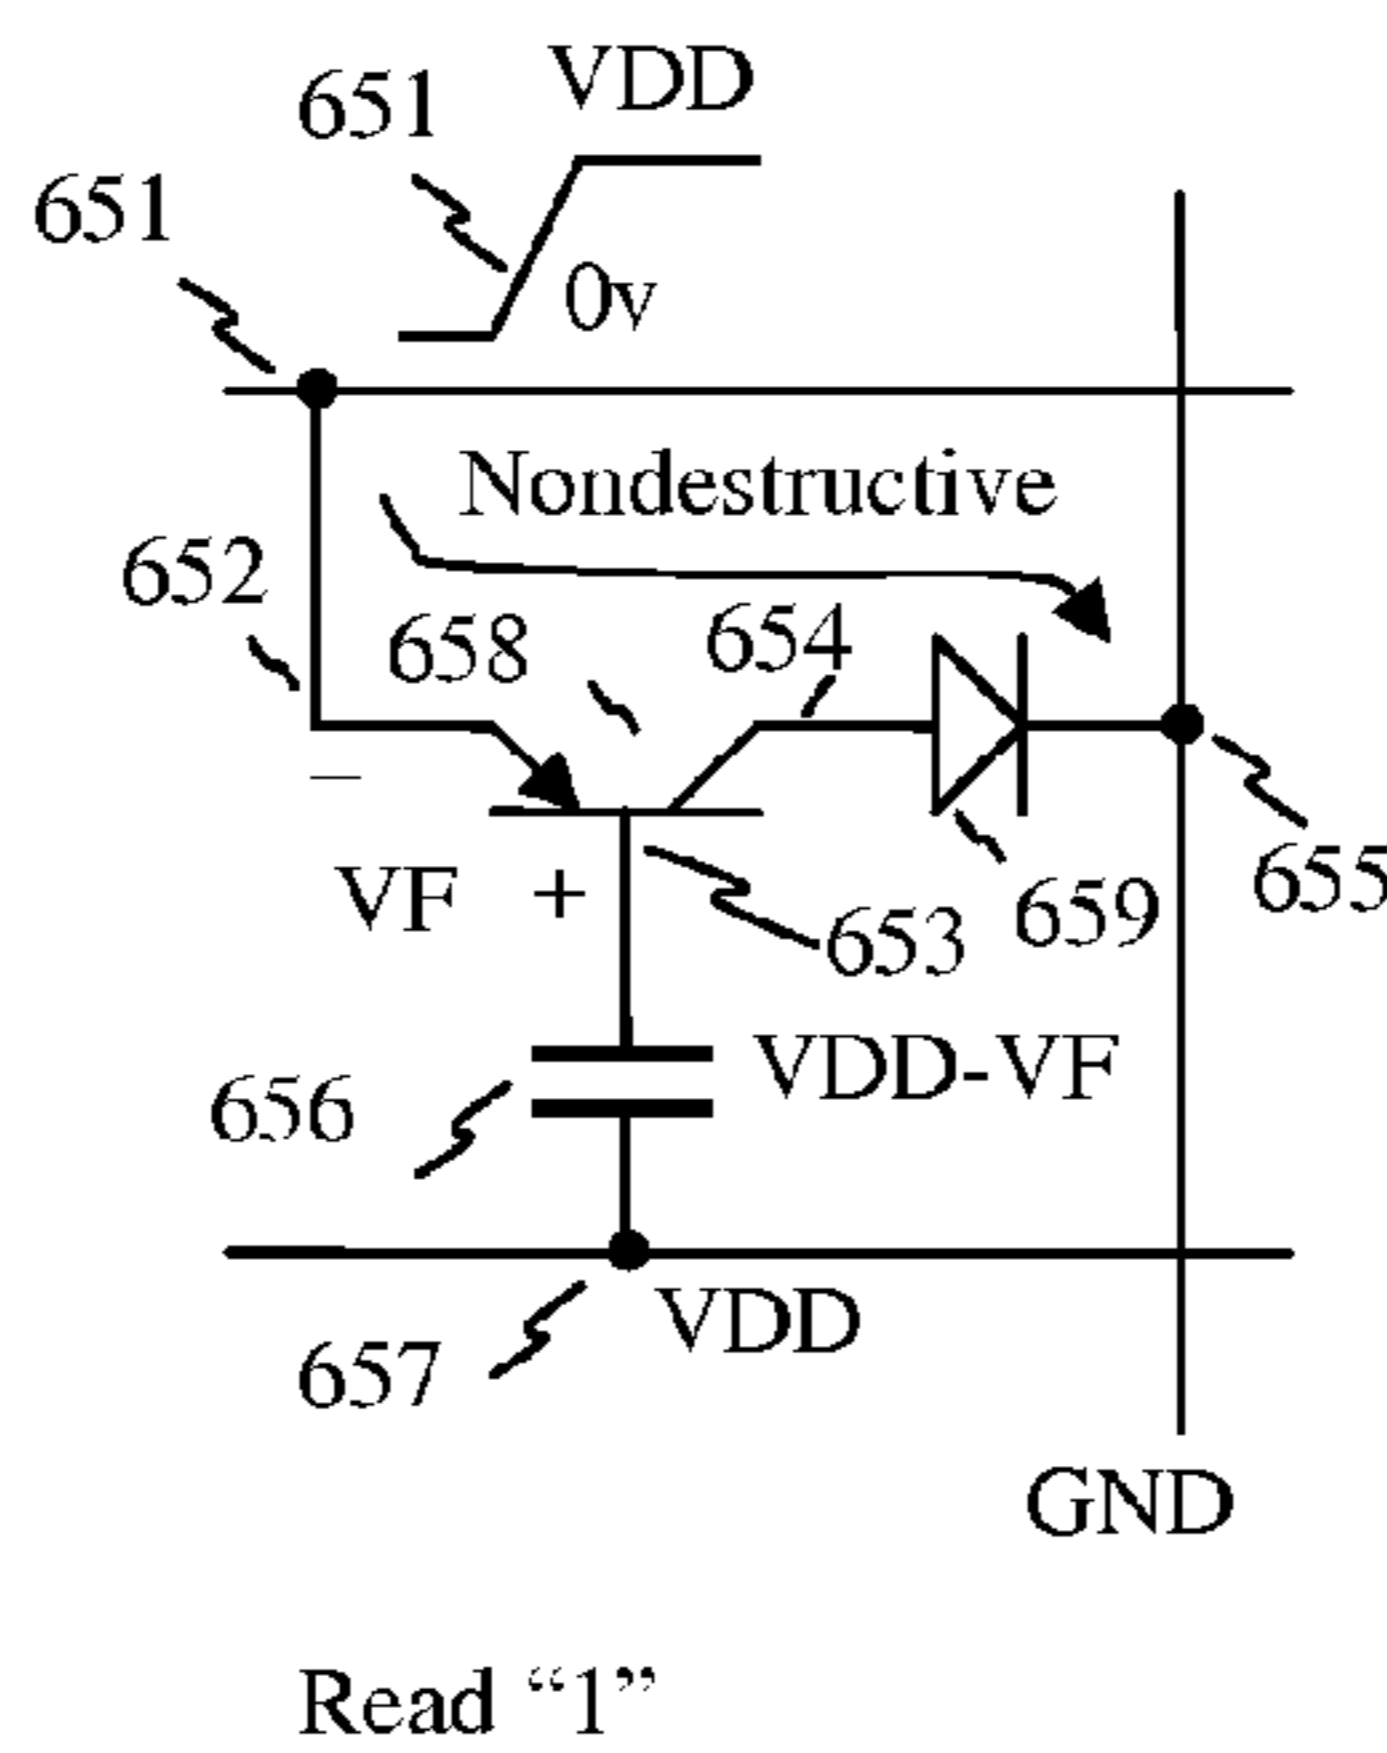 VDD
651
651
0v
Nondestructive
652
658
654
–
VF +
653
659
655
656
VDD-VF
657
VDD
GND
Read “1”